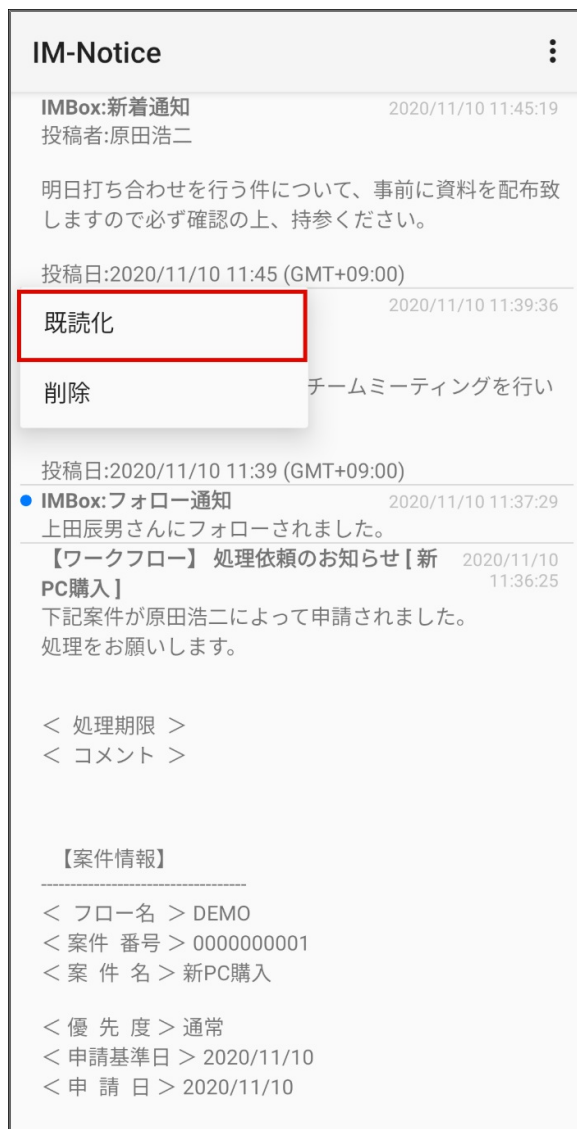 IM-Notice
IMBox:新着通知 2020/11/10 11:45:19
投稿者:原田浩二
明日打ち合わせを行う件について、事前に資料を配布致
しますので必ず確認の上、持参ください。
投稿日:2020/11/10 11:45 (GMT+09:00)
2020/11/10 11:39:36
既読化
削除
チームミーティングを行い
投稿日:2020/11/10 11:39 (GMT+09:00)
IMBox:フォロー通知 2020/11/10 11:37:29
上田辰男さんにフォローされました。
【ワークフロー】 処理依頼のお知らせ [ 新 2020/11/10
PC購入 ] 11:36:25
下記案件が原田浩二によって申請されました。
処理をお願いします。
＜ 処理期限 ＞
＜ コメント ＞
【案件情報】
-----------------------------------
＜ フロー名 ＞ DEMO
＜ 案件 番号 ＞ 0000000001
＜ 案 件 名 ＞ 新PC購入
＜ 優 先 度 ＞ 通常
＜ 申請基準日 ＞ 2020/11/10
＜ 申 請 日 ＞ 2020/11/10